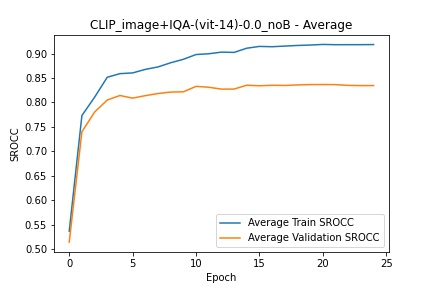 CLIP_image+IQA-(vit-14)-0.0_noB - Average
SROCC
0.90
0.85
0.80
0.75
0.70
0.65
0.60
0.55
0.50
Average Train SROCC
Average Validation SROCC
0 5 10 15 20 25
Epoch